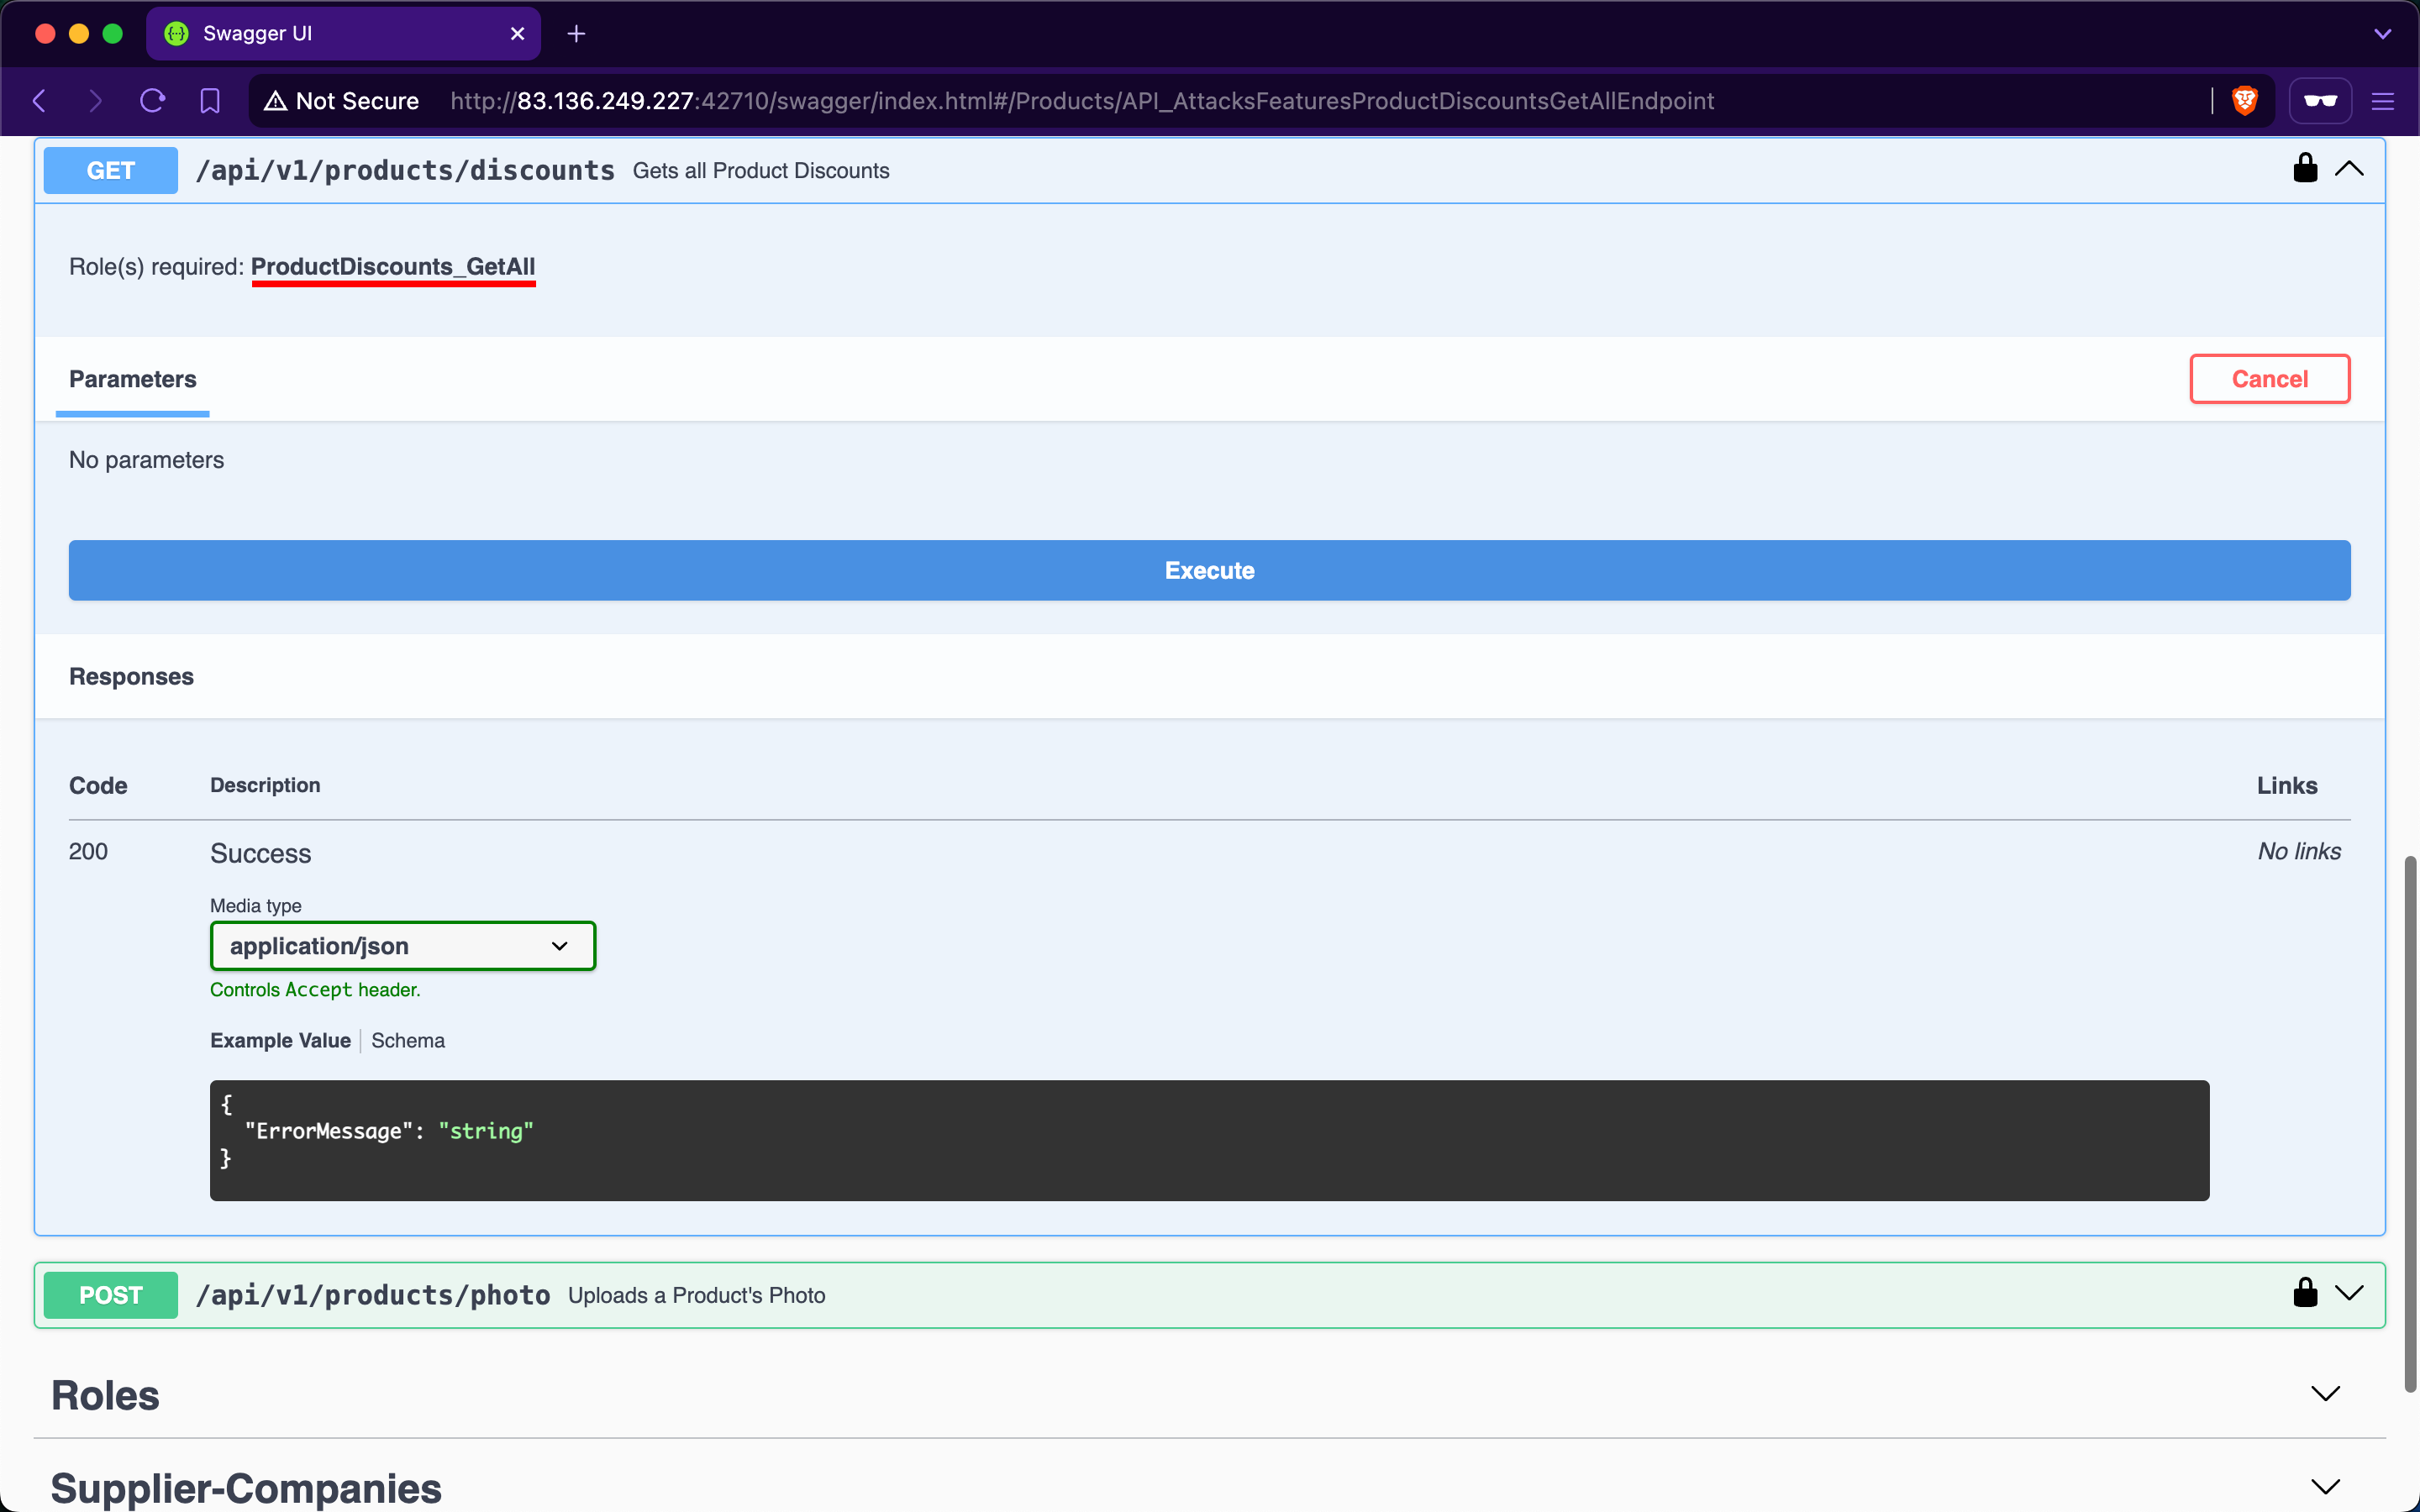 Swagger UI
Not Secure http://83.136.249.227:42710/swagger/index.html#/Products/API_AttacksFeaturesProductDiscountsGetAllEndpoint
GET /api/v1/products/discounts Gets all Product Discounts
Role(s) required: ProductDiscounts_GetAll
Parameters Cancel
No parameters
Execute
Responses
Code Description Links
200 Success No links
Media type
application/json
Controls Accept header.
Example Value Schema
{
"ErrorMessage": "string"
}
POST /api/v1/products/photo Uploads a Product's Photo
Roles
Supplier-Companies